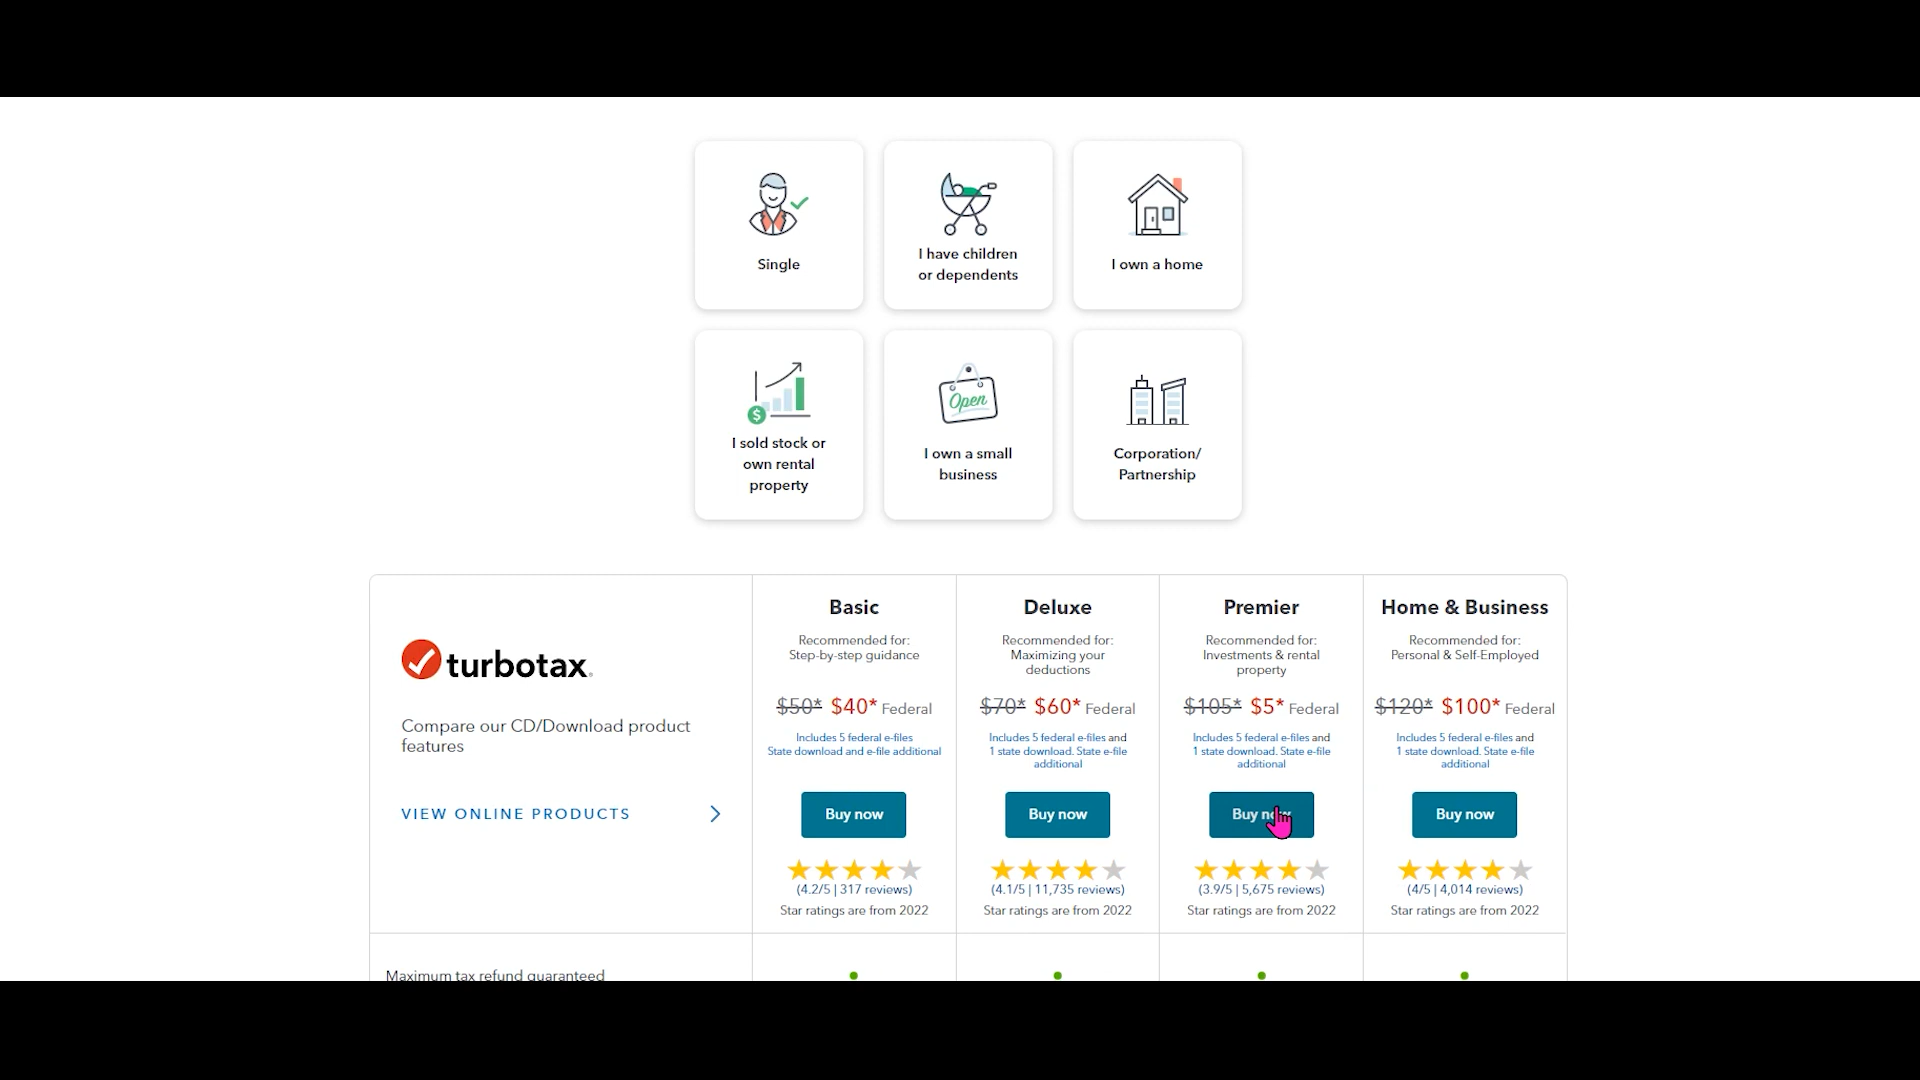 Single
I have children
or dependents
I own a home
I sold stock or
own rental
property
Open
I own a small
business
Corporation/
Partnership
turbotax.
Compare our CD/Download product
features
VIEW ONLINE PRODUCTS
Basic
Recommended for:
Step-by-step guidance
$50* $40* Federal
Includes 5 federal e-files
State download and e-file additional
Buy now
(4.2/5 | 317 reviews)
Star ratings are from 2022
Deluxe
Recommended for:
Maximizing your
deductions
$70* $60* Federal
Includes 5 federal e-files and
1 state download. State e-file
additional
Buy now
(4.1/5 | 11,735 reviews)
Star ratings are from 2022
Premier
Recommended for:
Investments & rental
property
$105* $5* Federal
Includes 5 federal e-files and
1 state download. State e-file
additional
Buy now
(3.9/5 | 5,675 reviews)
Star ratings are from 2022
Home & Business
Recommended for:
Personal & Self-Employed
$120* $100* Federal
Includes 5 federal e-files and
1 state download. State e-file
additional
Buy now
(4/5 | 4,014 reviews)
Star ratings are from 2022
Maximum tax refund guaranteed